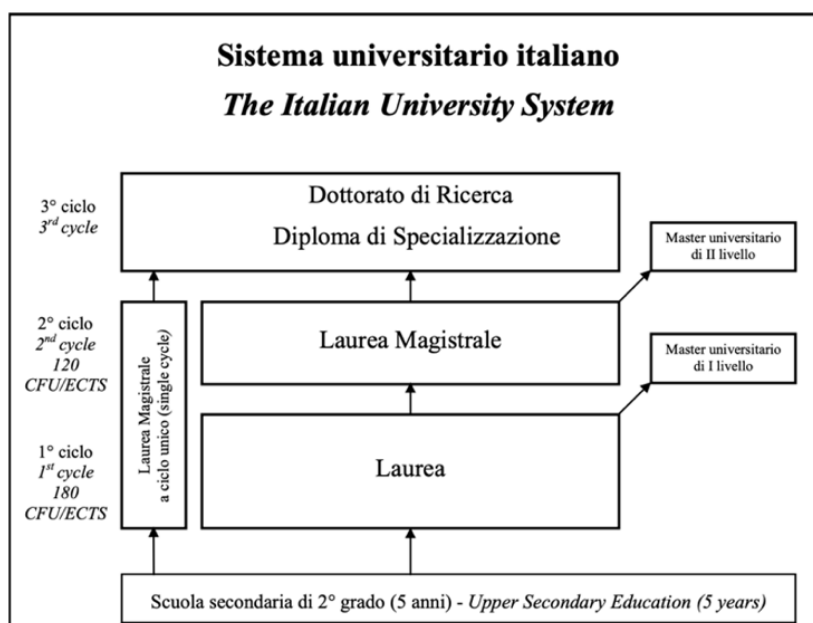 Sistema universitario italiano
The Italian University System
3° ciclo
3rd cycle
Dottorato di Ricerca
Diploma di Specializzazione
Master universitario
di II livello
2° ciclo
2nd cycle
120
CFU/ECTS
Laurea Magistrale
a ciclo unico (single cycle)
Laurea Magistrale
Master universitario
di I livello
1° ciclo
1st cycle
180
CFU/ECTS
Laurea
Scuola secondaria di 2° grado (5 anni) - Upper Secondary Education (5 years)